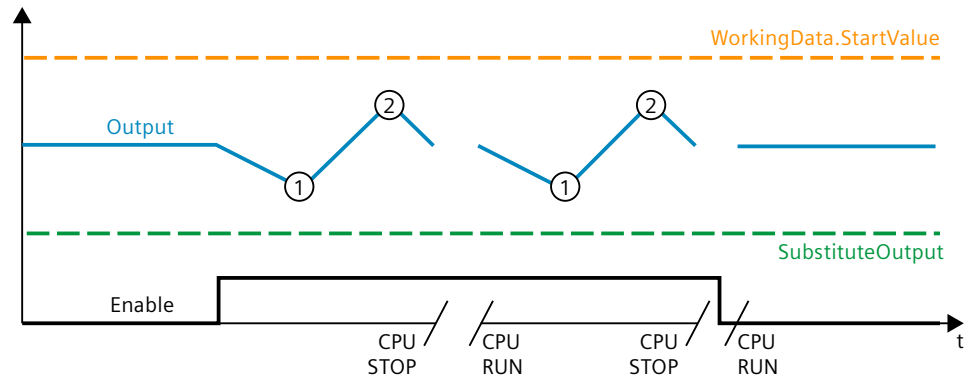 WorkingData.StartValue
Output
2
2
1
1
SubstituteOutput
Enable
CPU
STOP
CPU
RUN
CPU
STOP
CPU
RUN
t